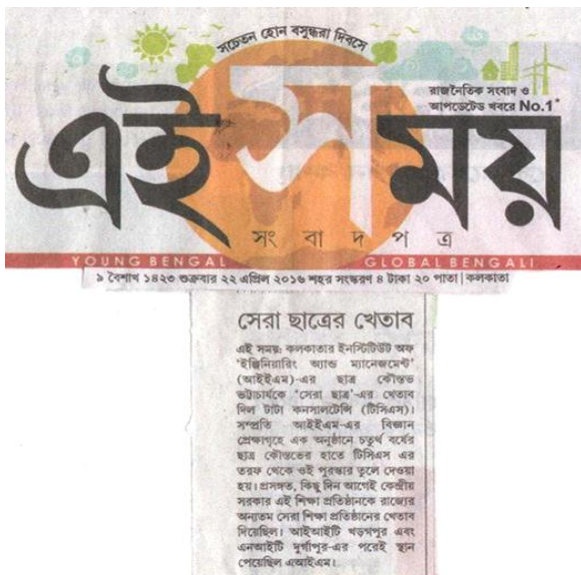 সচেতন হোন বসুন্ধরা দিবসে
রাজনৈতিক সংবাদ ও
আপডেটেড খবরে No.1*
এই সময়
সংবাদপত্র
YOUNG BENGAL GLOBAL BENGALI
৯ বৈশাখ ১৪২৩ শুক্রবার ২২ এপ্রিল ২০১৬ শহর সংস্করণ ৪ টাকা ২০ পাতা | কলকাতা
সেরা ছাত্রের খেতাব
এই সময়: কলকাতার ইনস্টিটিউট অফ
'ইঞ্জিনিয়ারিং অ্যান্ড ম্যানেজমেন্ট'
(আইইএম)-এর ছাত্র কৌস্তভ
ভট্টাচার্যকে 'সেরা ছাত্র'-এর খেতাব
দিল টাটা কনসালটেন্সি (টিসিএস)।
সম্প্রতি আইইএম-এর বিজ্ঞান
প্রেক্ষাগৃহে এক অনুষ্ঠানে চতুর্থ বর্ষের
ছাত্র কৌস্তভের হাতে টিসিএস এর
তরফ থেকে ওই পুরস্কার তুলে দেওয়া
হয়। প্রসঙ্গত, কিছু দিন আগেই কেন্দ্রীয়
সরকার এই শিক্ষা প্রতিষ্ঠানকে রাজ্যের
অন্যতম সেরা শিক্ষা প্রতিষ্ঠানের খেতাব
দিয়েছিল। আইআইটি খড়গপুর এবং
এনআইটি দুর্গাপুর-এর পরেই স্থান
পেয়েছিল এআইএম।